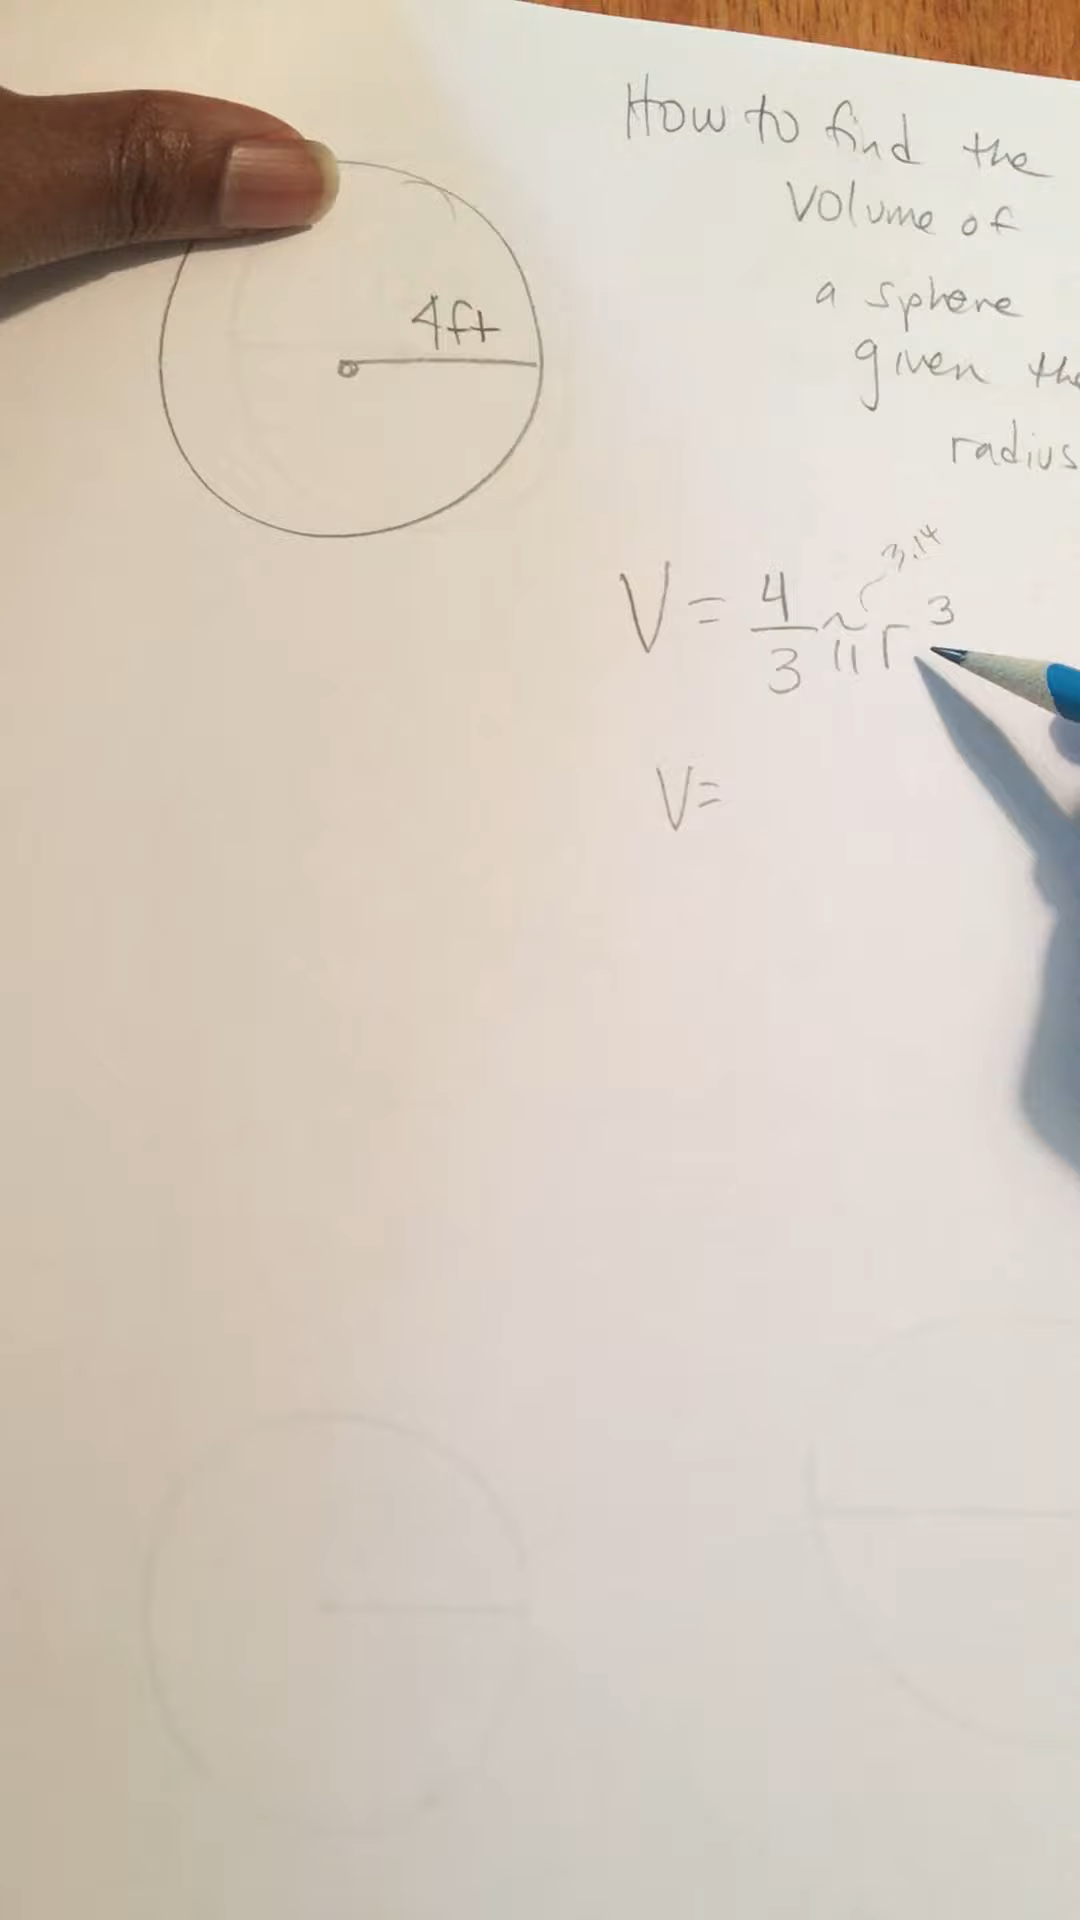 How to find the
volume of
a sphere
given the
radius
4ft
3.14
V = 4/3 π r³
V=